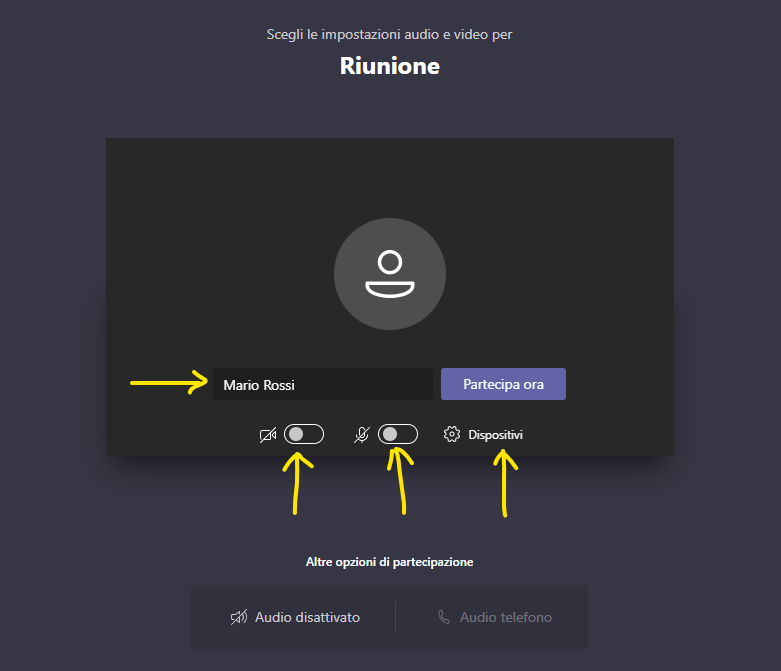 Scegli le impostazioni audio e video per
Riunione
Mario Rossi
Partecipa ora
Dispositivi
Altre opzioni di partecipazione
Audio disattivato
Audio telefono